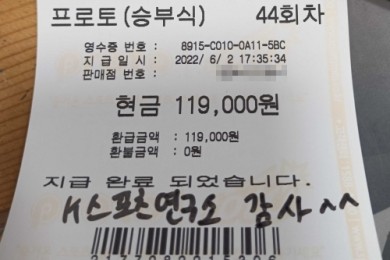 프로토(승부식) 44회차
영수증 번호 : 8915-C010-0A11-5BC
지급일시 : 2022/ 6/ 2 17:35:34
판매점 번호 :
현금 119,000원
환급금액 : 119,000원
환불금액 : 0원
지급 완료 되었습니다.
K스포츠연구소 감사^^